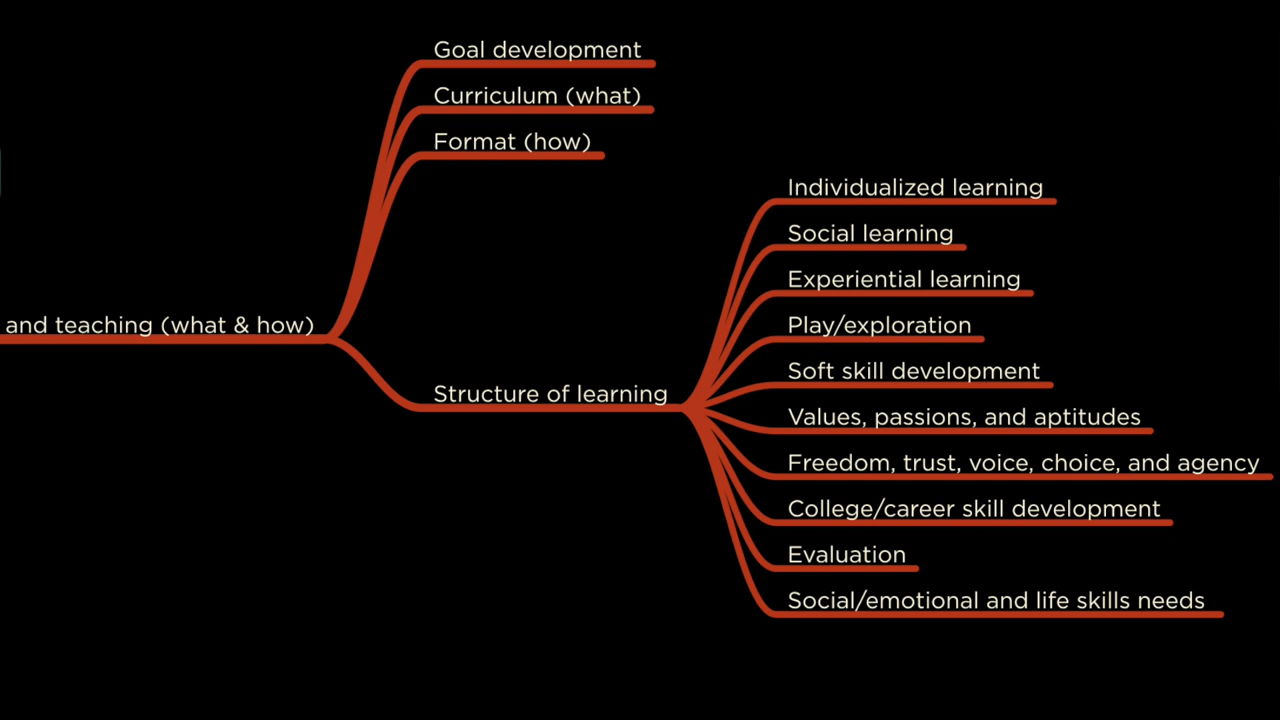 Goal development
Curriculum (what)
Format (how)
Individualized learning
Social learning
Experiential learning
and teaching (what & how)
Play/exploration
Soft skill development
Structure of learning
Values, passions, and aptitudes
Freedom, trust, voice, choice, and agency
College/career skill development
Evaluation
Social/emotional and life skills needs